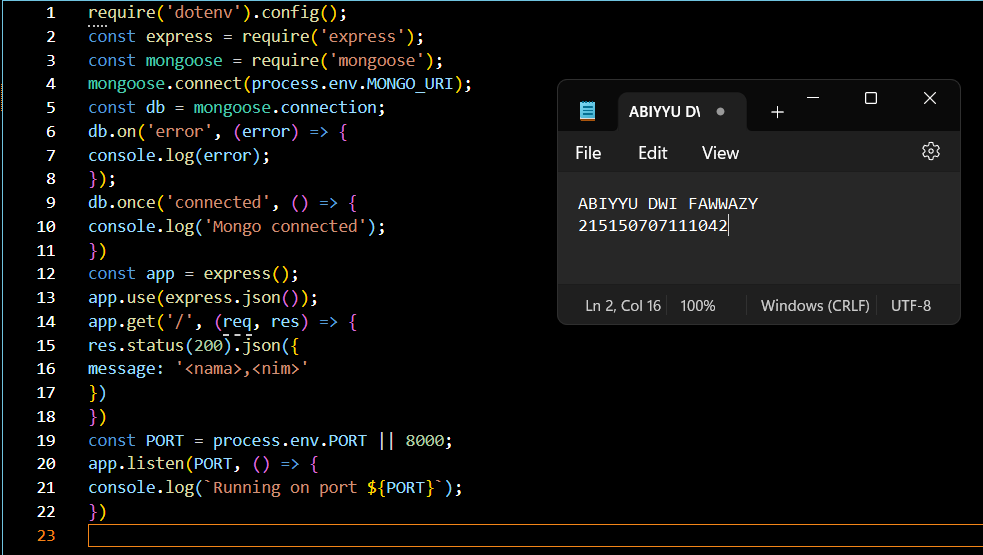 1 require('dotenv').config();
2 const express = require('express');
3 const mongoose = require('mongoose');
4 mongoose.connect(process.env.MONGO_URI);
5 const db = mongoose.connection;
6 db.on('error', (error) => {
7 console.log(error);
8 });
9 db.once('connected', () => {
10 console.log('Mongo connected');
11 })
12 const app = express();
13 app.use(express.json());
14 app.get('/', (req, res) => {
15 res.status(200).json({
16 message: '<nama>,<nim>'
17 })
18 })
19 const PORT = process.env.PORT || 8000;
20 app.listen(PORT, () => {
21 console.log(`Running on port ${PORT}`);
22 })
23
ABIYYU D
File Edit View
ABIYYU DWI FAWWAZY
215150707111042
Ln 2, Col 16 100% Windows (CRLF) UTF-8